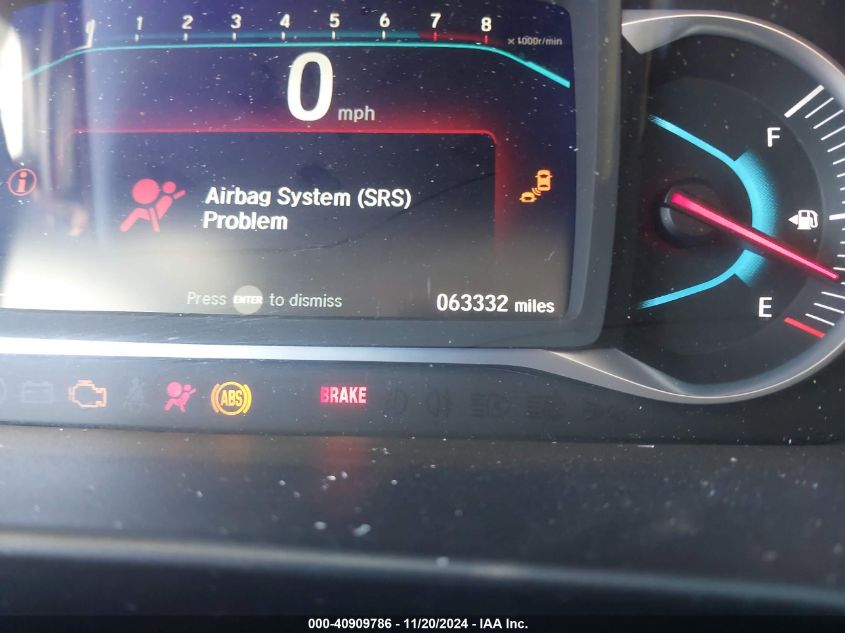 1 2 3 4 5 6 7 8
x 1000r/min
0 mph
F
Airbag System (SRS)
Problem
E
Press ENTER to dismiss
063332 miles
ABS
BRAKE
000-40909786 - 11/20/2024 - IAA Inc.